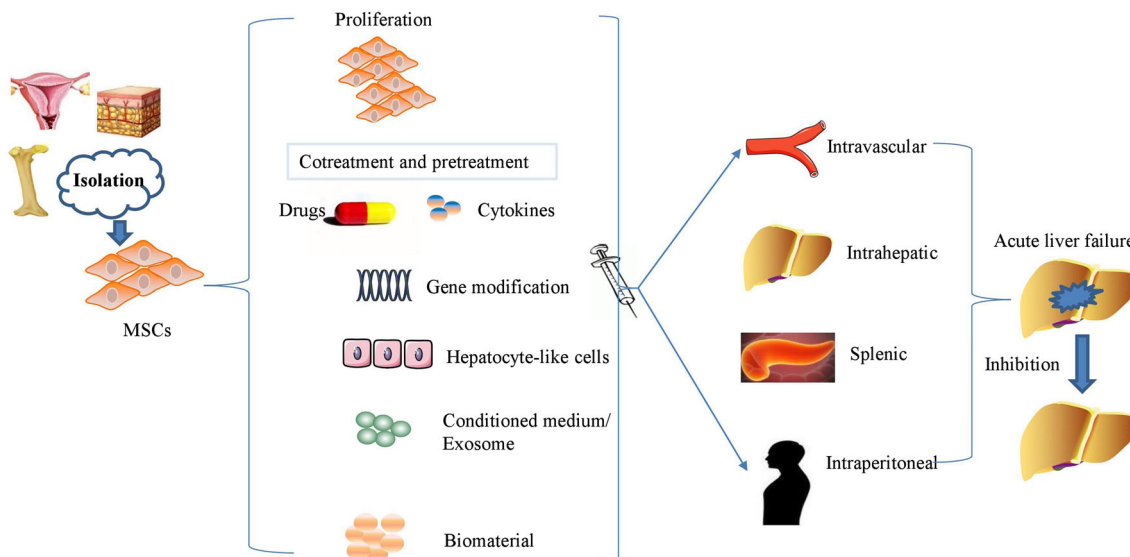 Isolation
MSCs
Proliferation
Cotreatment and pretreatment
Drugs
Cytokines
Gene modification
Hepatocyte-like cells
Conditioned medium/
Exosome
Biomaterial
Intravascular
Intrahepatic
Splenic
Intraperitoneal
Acute liver failure
Inhibition